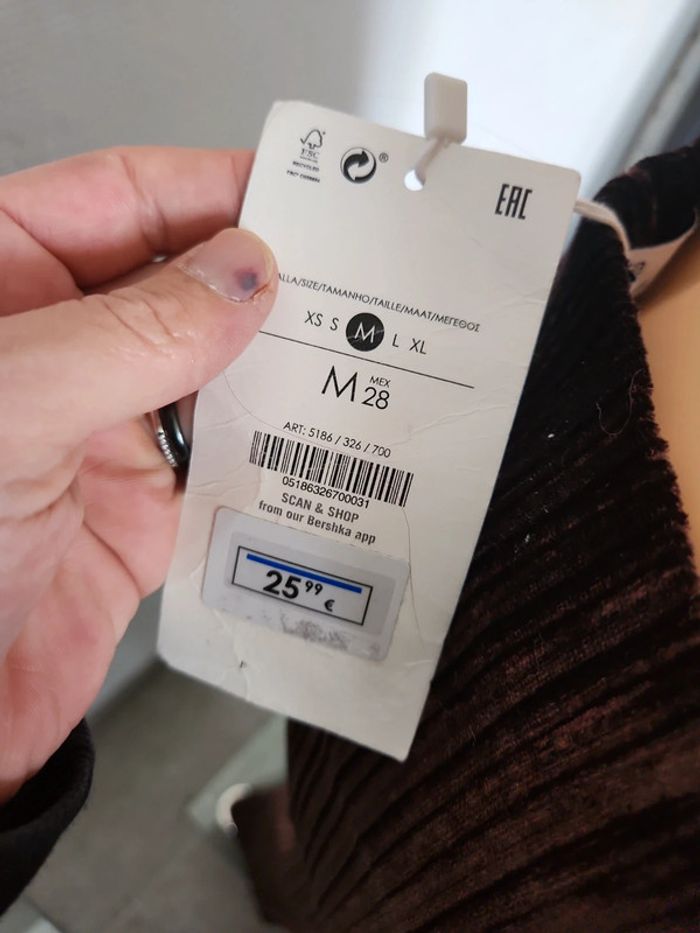 FSC
RECYCLED
®
EAC
ALLA/SIZE/TAMANHO/TAILLE/MAAT/ΜΕΓΕΘΟΣ
XS S M L XL
M MEX 28
ART: 5186 / 326 / 700
05186326700031
SCAN & SHOP
from our Bershka app
25 99 €